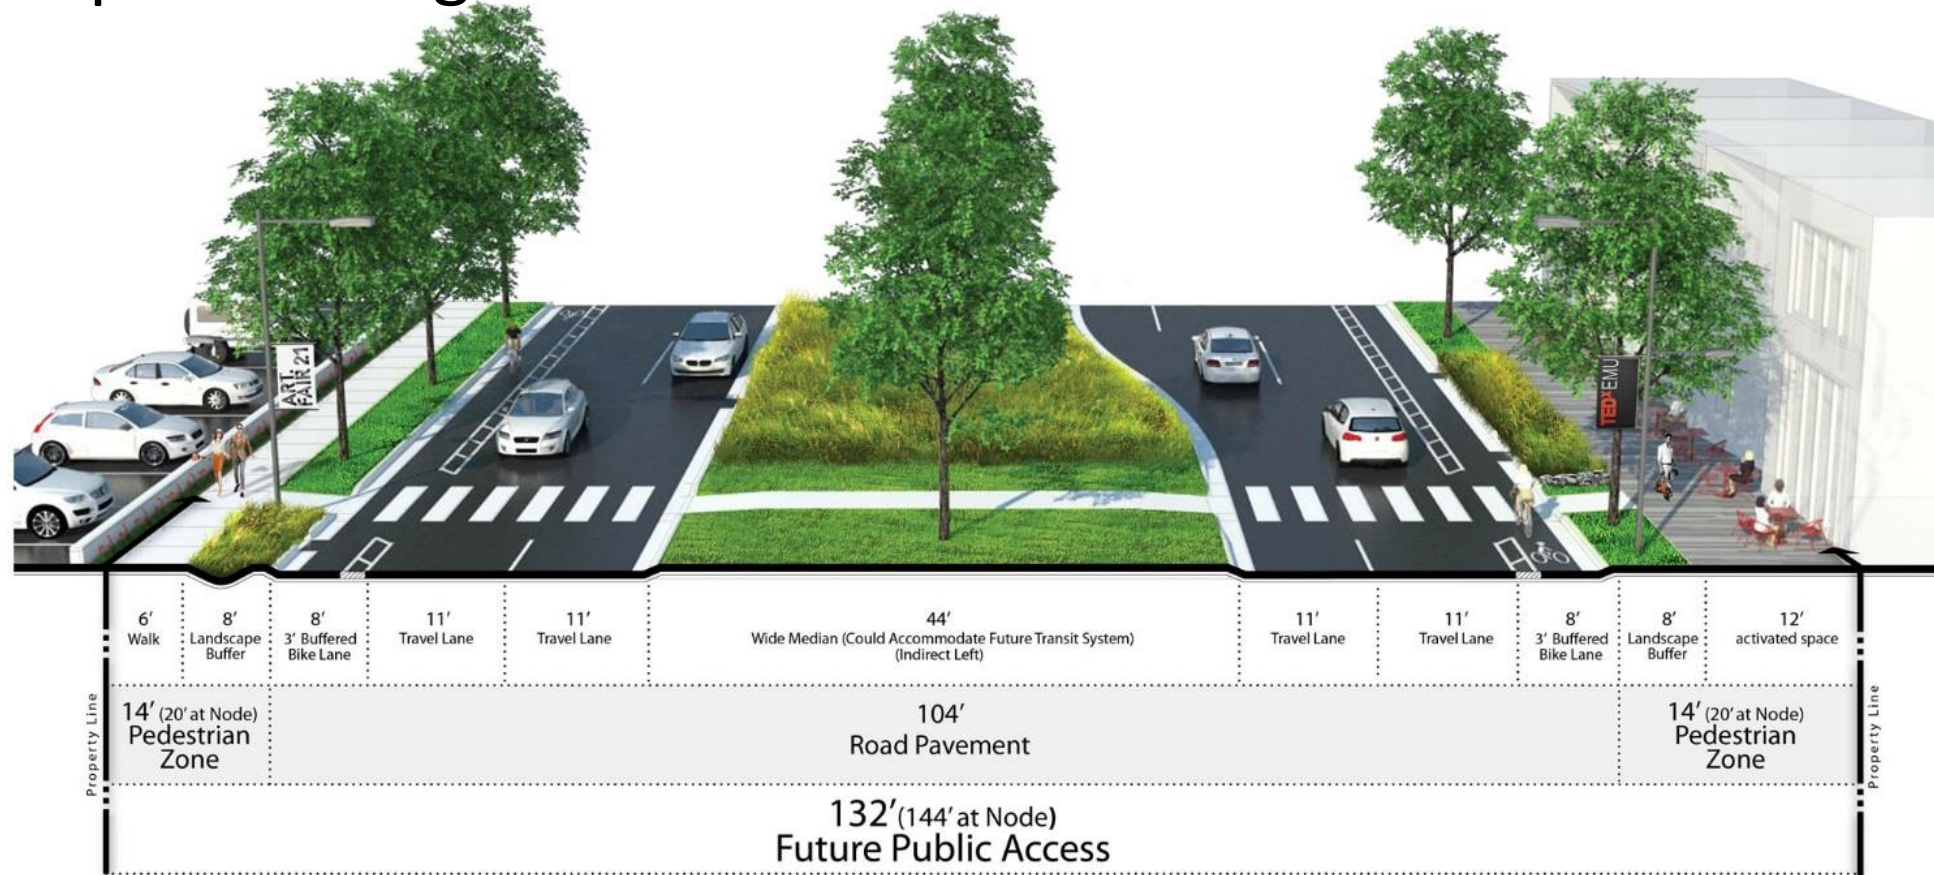 ART.
FAIR 21
TEDxEMU
6′
Walk
8′
Landscape
Buffer
8′
3′ Buffered
Bike Lane
11′
Travel Lane
11′
Travel Lane
44′
Wide Median (Could Accommodate Future Transit System)
(Indirect Left)
11′
Travel Lane
11′
Travel Lane
8′
3′ Buffered
Bike Lane
8′
Landscape
Buffer
12′
activated space
Property Line
14′ (20′ at Node)
Pedestrian
Zone
104′
Road Pavement
14′ (20′ at Node)
Pedestrian
Zone
Property Line
132′ (144′ at Node)
Future Public Access